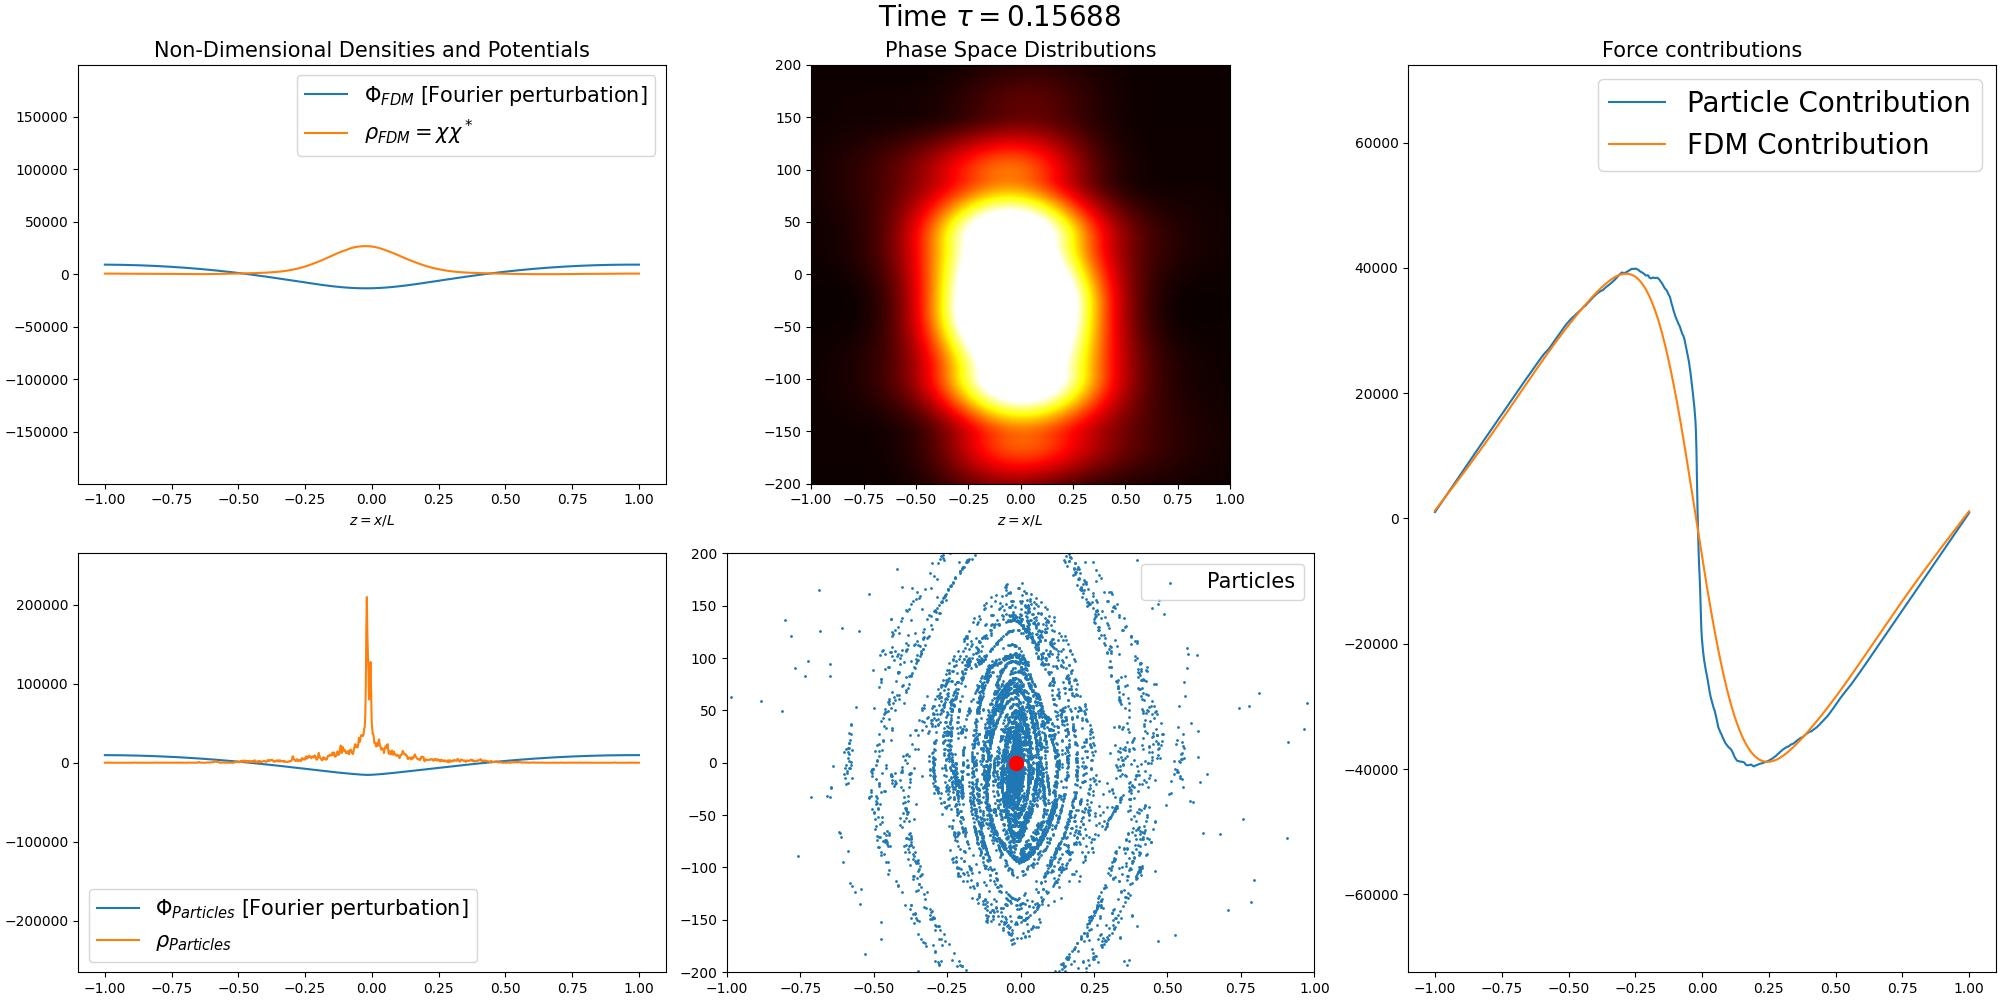 Time τ = 0.15688
Non-Dimensional Densities and Potentials
Φ_FDM [Fourier perturbation]
ρ_FDM = χχ*
150000
100000
50000
0
−50000
−100000
−150000
−1.00 −0.75 −0.50 −0.25 0.00 0.25 0.50 0.75 1.00
z = x/L
Phase Space Distributions
200
150
100
50
0
−50
−100
−150
−200
−1.00 −0.75 −0.50 −0.25 0.00 0.25 0.50 0.75 1.00
z = x/L
Force contributions
Particle Contribution
FDM Contribution
60000
40000
20000
0
−20000
−40000
−60000
−1.00 −0.75 −0.50 −0.25 0.00 0.25 0.50 0.75 1.00
200000
100000
0
−100000
−200000
Φ_Particles [Fourier perturbation]
ρ_Particles
−1.00 −0.75 −0.50 −0.25 0.00 0.25 0.50 0.75 1.00
Particles
200
150
100
50
0
−50
−100
−150
−200
−1.00 −0.75 −0.50 −0.25 0.00 0.25 0.50 0.75 1.00